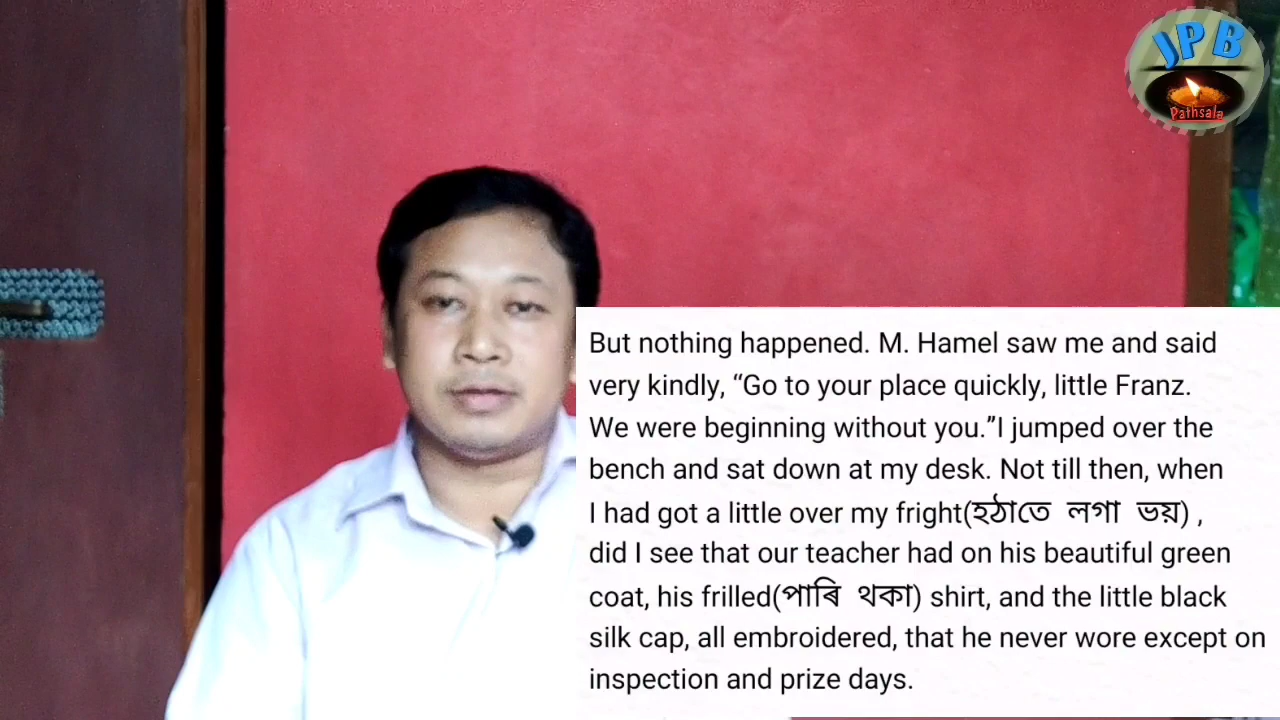 JPB
Pathsala
But nothing happened. M. Hamel saw me and said
very kindly, “Go to your place quickly, little Franz.
We were beginning without you.”I jumped over the
bench and sat down at my desk. Not till then, when
I had got a little over my fright(হঠাতে লগা ভয়) ,
did I see that our teacher had on his beautiful green
coat, his frilled(পাৰি থকা) shirt, and the little black
silk cap, all embroidered, that he never wore except on
inspection and prize days.